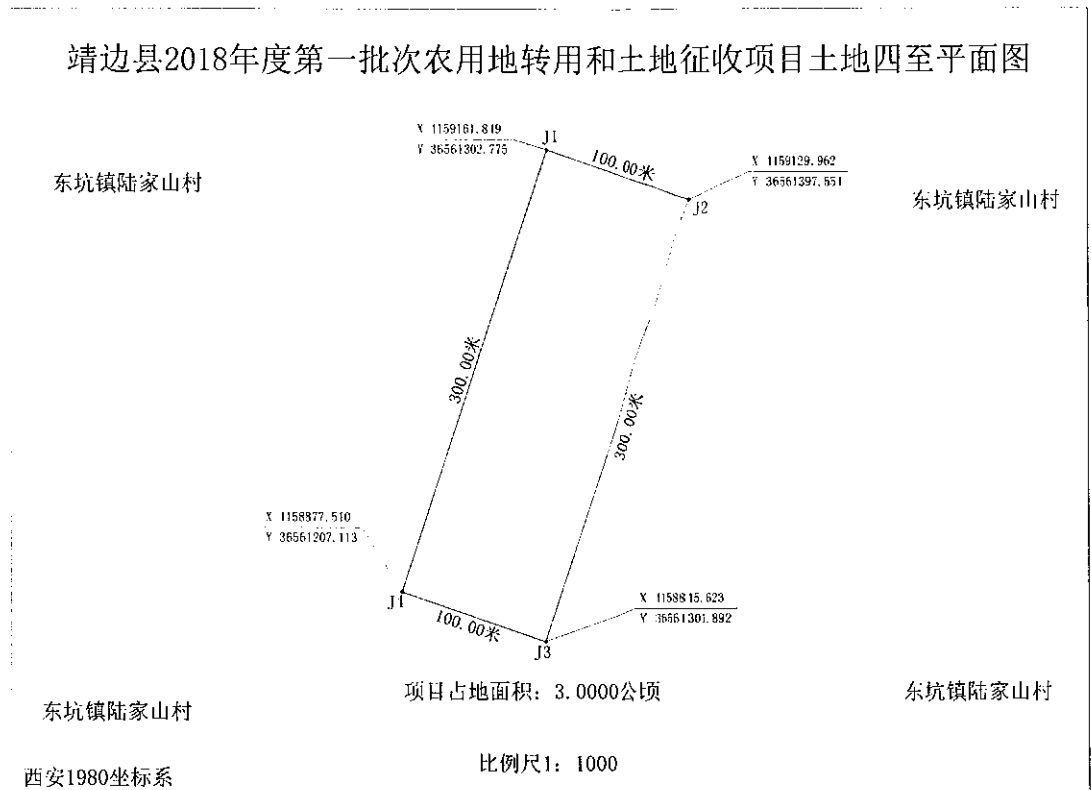 靖边县2018年度第一批次农用地转用和土地征收项目土地四至平面图
X 1159161.819
Y 36561302.775
J1
100.00米
X 1159129.962
Y 36561397.551
J2
东坑镇陆家山村
东坑镇陆家山村
300.00米
300.00米
X 1158877.510
Y 36561207.113
J4
100.00米
X 1158845.623
Y 36561301.892
J3
项目占地面积：3.0000公顷
东坑镇陆家山村
东坑镇陆家山村
比例尺1：1000
西安1980坐标系